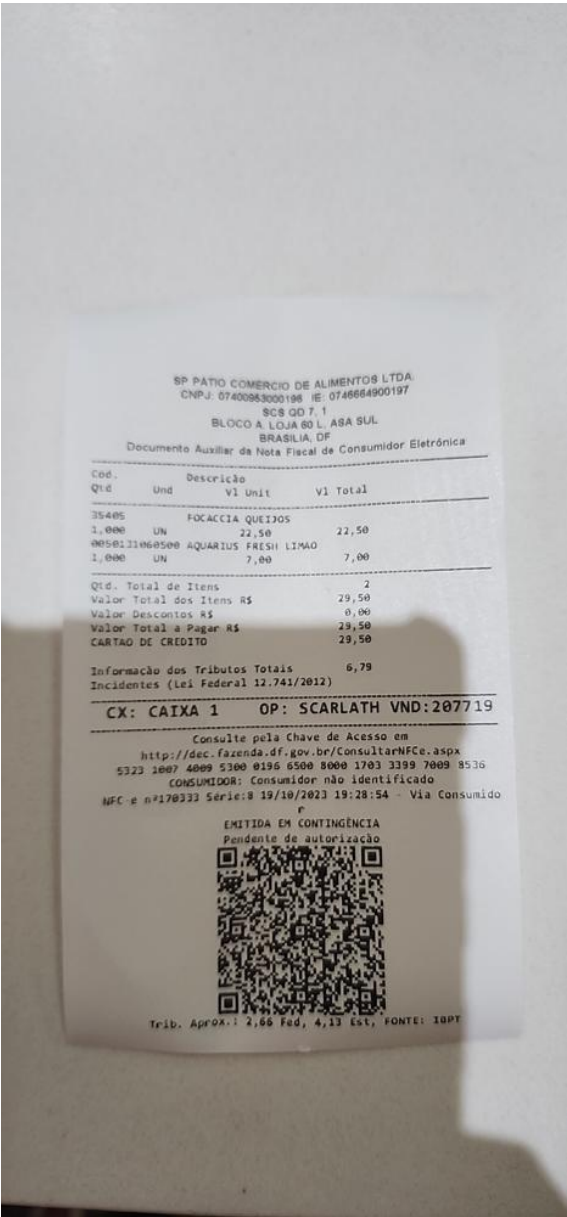 SP PATIO COMERCIO DE ALIMENTOS LTDA
CNPJ: 07400953000196 IE: 0746664900197
SCS QD 7, 1
BLOCO A, LOJA 60 L, ASA SUL
BRASILIA, DF
Documento Auxiliar da Nota Fiscal de Consumidor Eletrônica
Cod. Descrição
Qtd Und Vl Unit Vl Total
35405 FOCACCIA QUEIJOS
1,000 UN 22,50 22,50
0050131060500 AQUARIUS FRESH LIMAO
1,000 UN 7,00 7,00
Qtd. Total de Itens 2
Valor Total dos Itens R$ 29,50
Valor Descontos R$ 0,00
Valor Total a Pagar R$ 29,50
CARTAO DE CREDITO 29,50
Informação dos Tributos Totais 6,79
Incidentes (Lei Federal 12.741/2012)
CX: CAIXA 1 OP: SCARLATH VND:207719
Consulte pela Chave de Acesso em
http://dec.fazenda.df.gov.br/ConsultarNFCe.aspx
5323 1007 4009 5300 0196 6500 8000 1703 3399 7009 8536
CONSUMIDOR: Consumidor não identificado
NFC-e nº170333 Série:8 19/10/2023 19:28:54 - Via Consumido
r
EMITIDA EM CONTINGÊNCIA
Pendente de autorização
Trib. Aprox.: 2,66 Fed, 4,13 Est, FONTE: IBPT